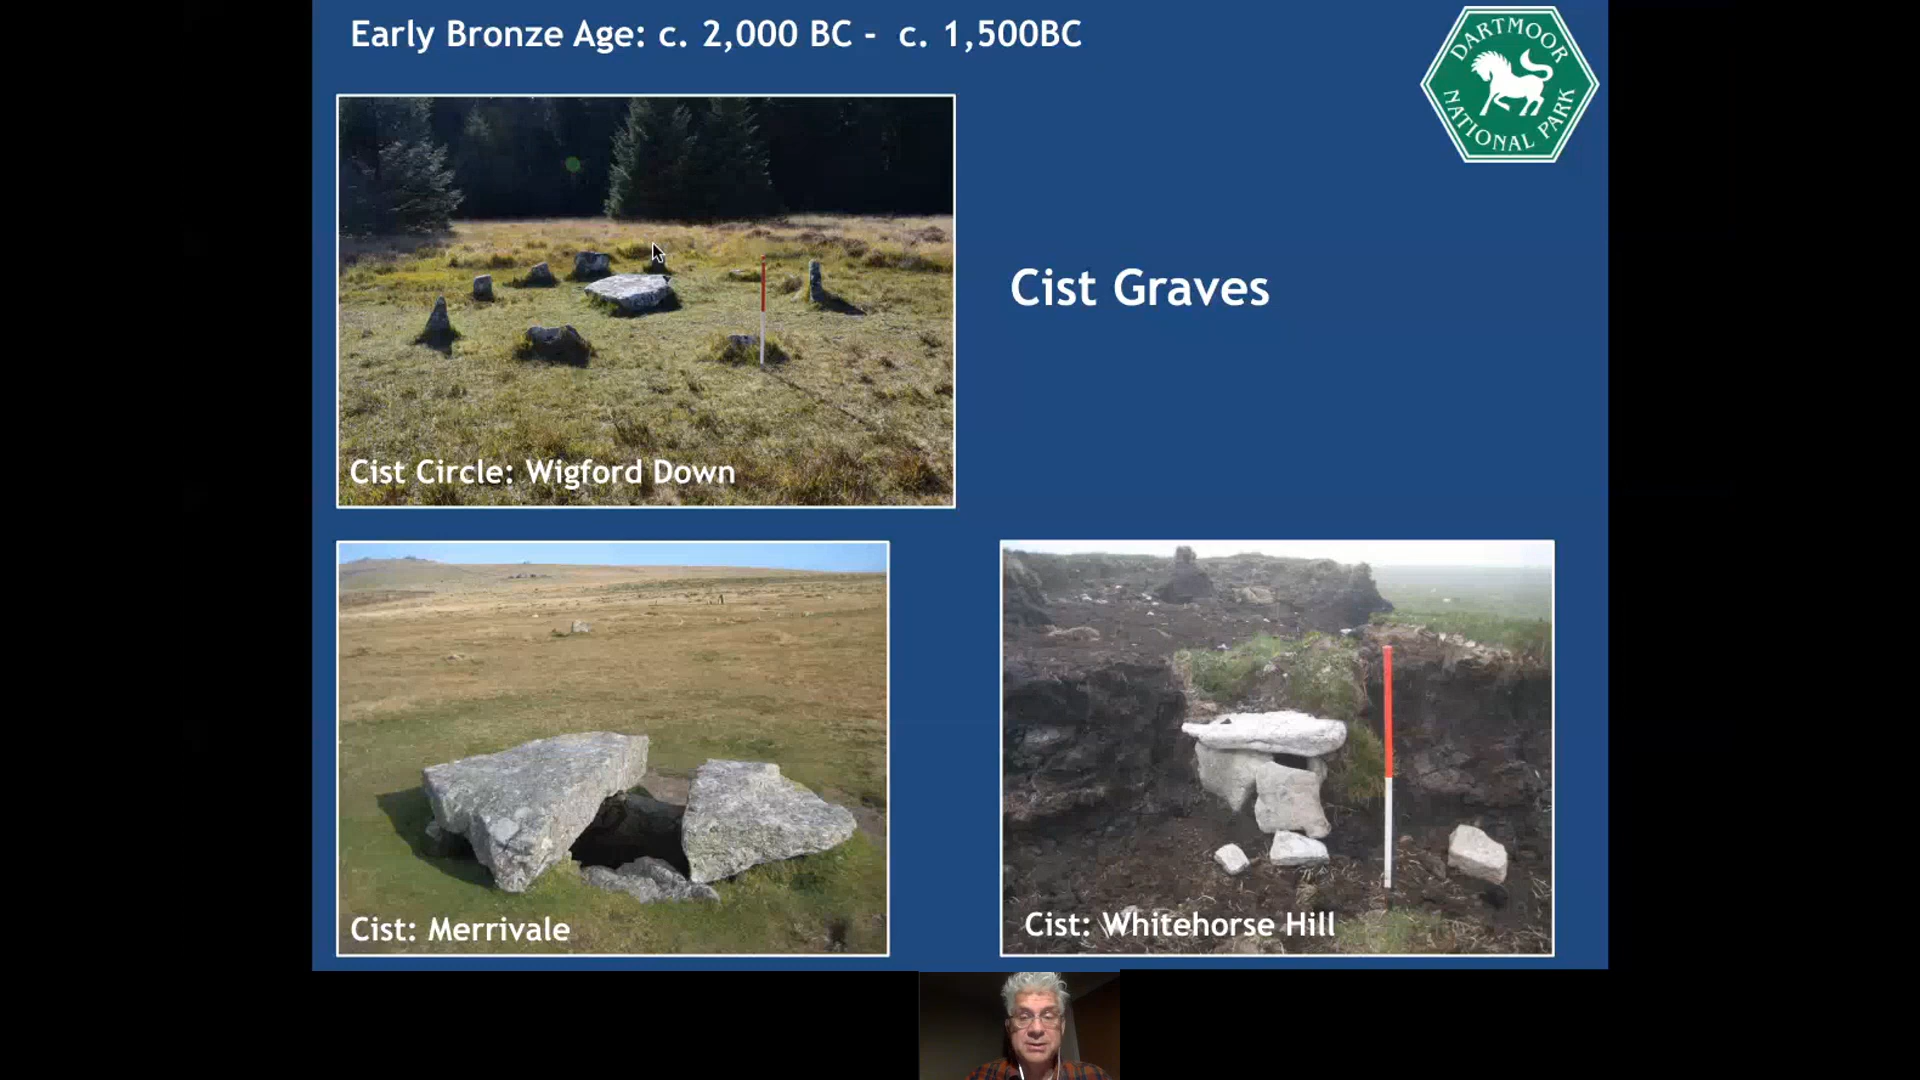 Early Bronze Age: c. 2,000 BC -  c. 1,500BC
DARTMOOR
NATIONAL PARK
Cist Graves
Cist Circle: Wigford Down
Cist: Merrivale
Cist: Whitehorse Hill